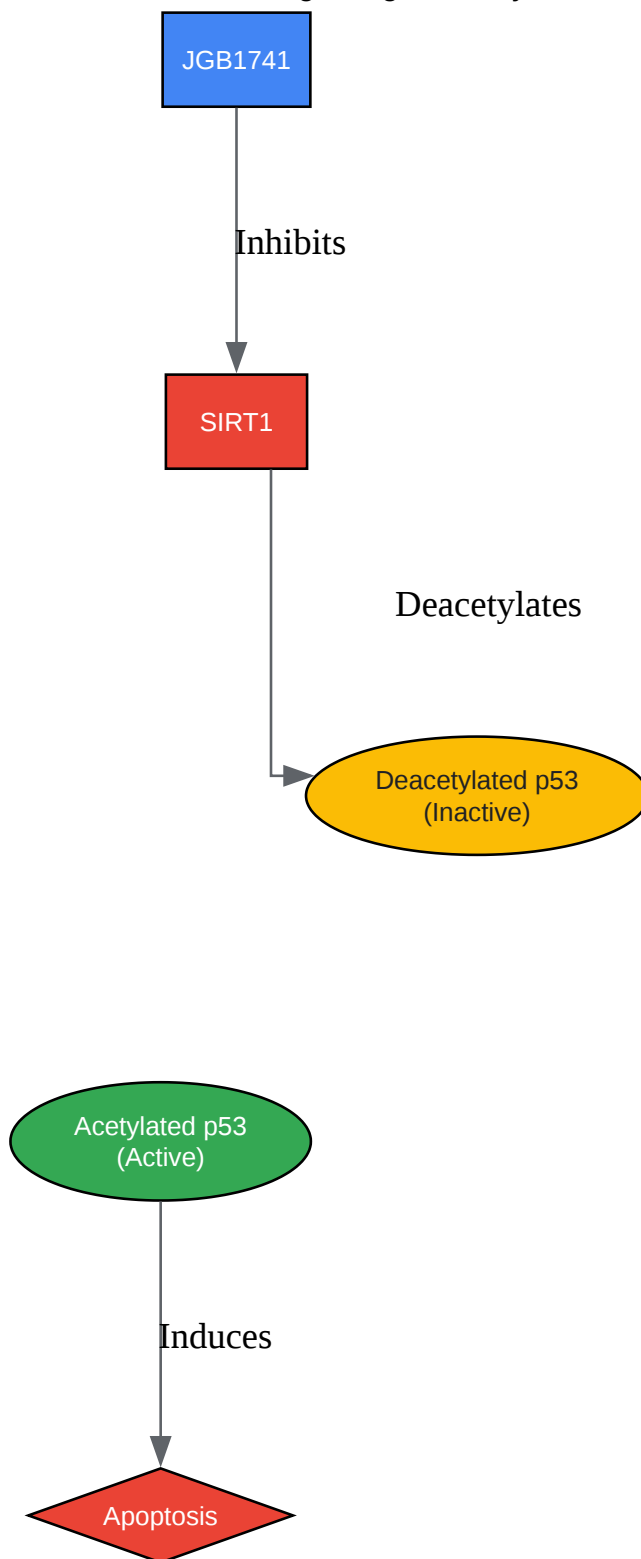 JGB1741
Inhibits
SIRT1
Deacetylates
Deacetylated p53
(Inactive)
Acetylated p53
(Active)
Induces
Apoptosis